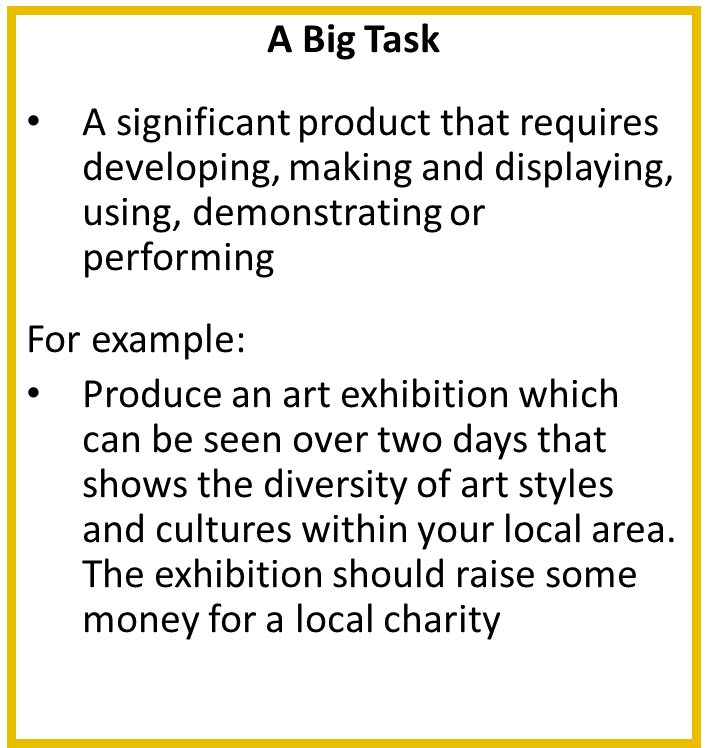 A Big Task
• A significant product that requires
developing, making and displaying,
using, demonstrating or
performing
For example:
• Produce an art exhibition which
can be seen over two days that
shows the diversity of art styles
and cultures within your local area.
The exhibition should raise some
money for a local charity